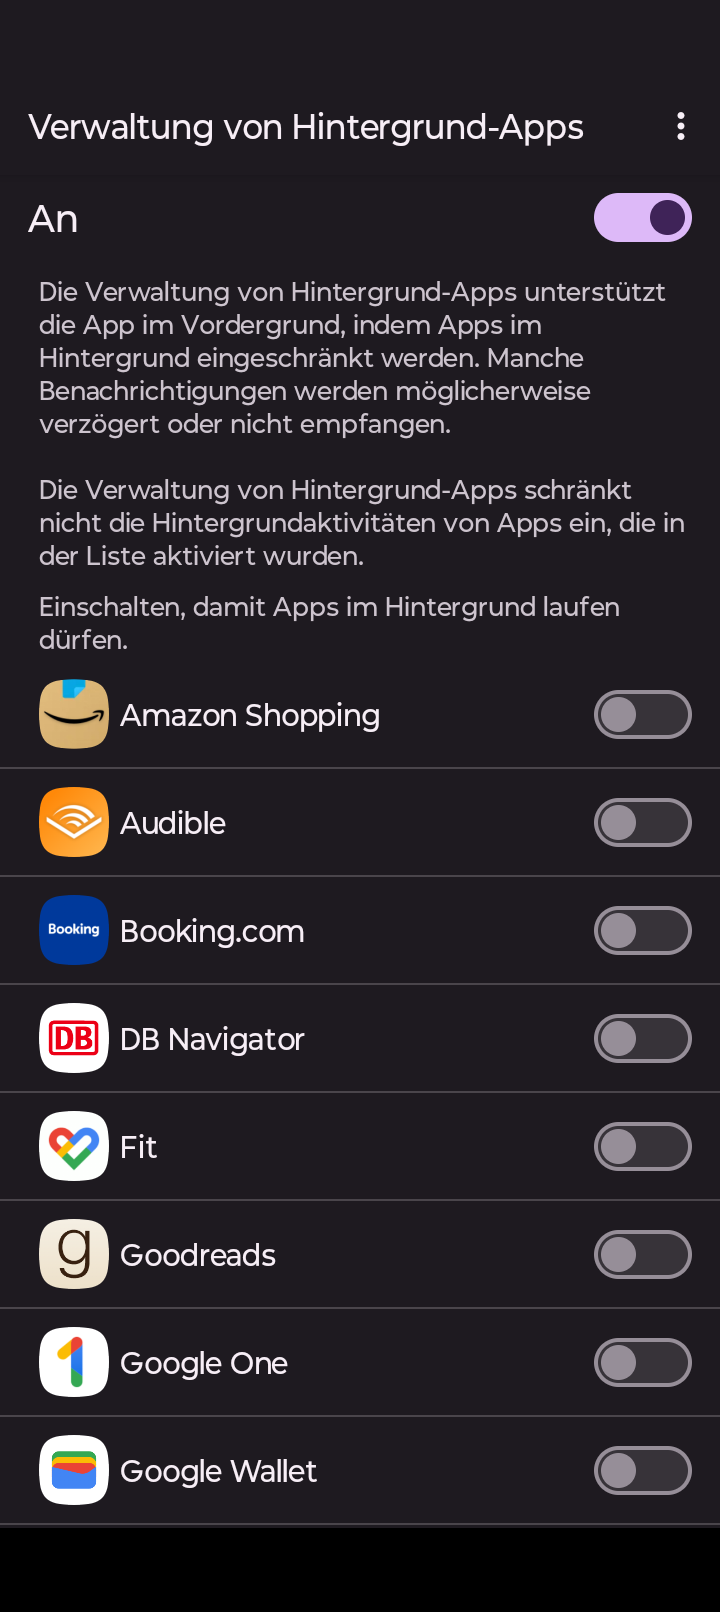 Verwaltung von Hintergrund-Apps
An
Die Verwaltung von Hintergrund-Apps unterstützt
die App im Vordergrund, indem Apps im
Hintergrund eingeschränkt werden. Manche
Benachrichtigungen werden möglicherweise
verzögert oder nicht empfangen.
Die Verwaltung von Hintergrund-Apps schränkt
nicht die Hintergrundaktivitäten von Apps ein, die in
der Liste aktiviert wurden.
Einschalten, damit Apps im Hintergrund laufen
dürfen.
Amazon Shopping
Audible
Booking Booking.com
DB DB Navigator
Fit
g Goodreads
1 Google One
Google Wallet